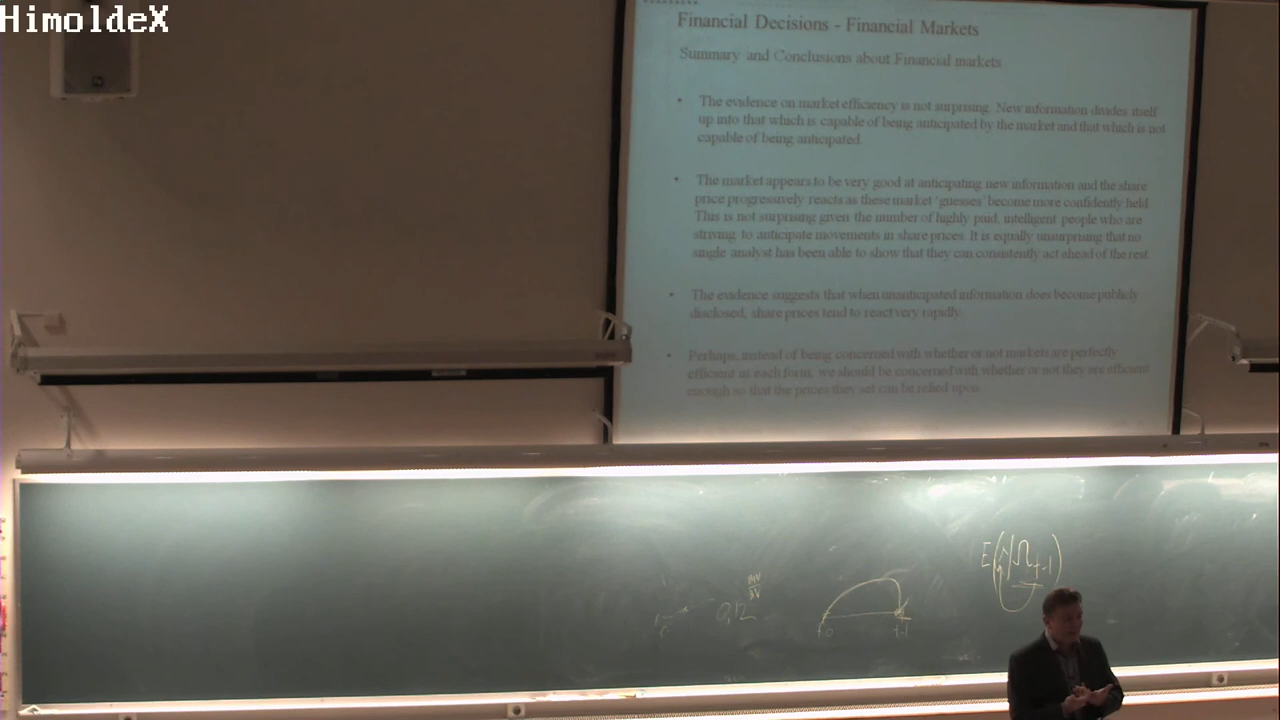 HimoldeX
Financial Decisions - Financial Markets
Summary and Conclusions about Financial markets
• The evidence on market efficiency is not surprising. New information divides itself
up into that which is capable of being anticipated by the market and that which is not
capable of being anticipated.
• The market appears to be very good at anticipating new information and the share
price progressively reacts as these market 'guesses' become more confidently held.
This is not surprising given the number of highly paid, intelligent people who are
striving to anticipate movements in share prices. It is equally unsurprising that no
single analyst has been able to show that they can consistently act ahead of the rest.
• The evidence suggests that when unanticipated information does become publicly
disclosed, share prices tend to react very rapidly.
• Perhaps, instead of being concerned with whether or not markets are perfectly
efficient in each form, we should be concerned with whether or not they are efficient
enough so that the prices they set can be relied upon.
MV
BV
0,12